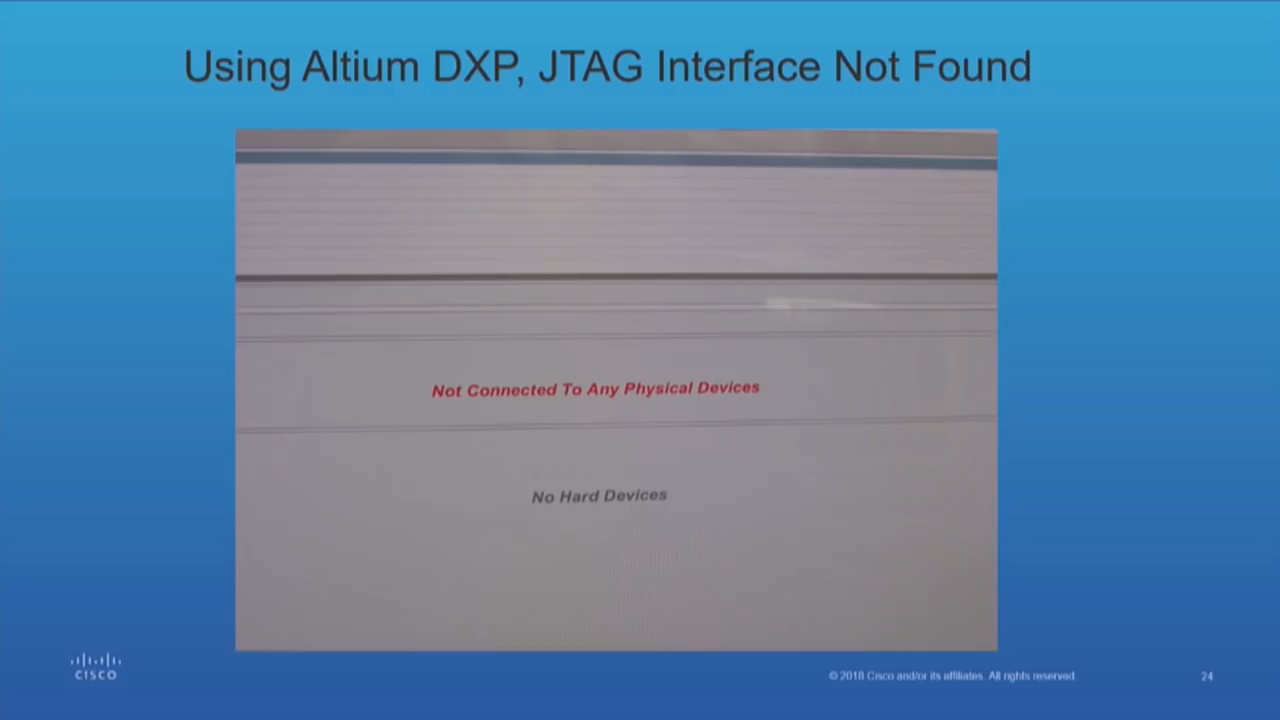 Using Altium DXP, JTAG Interface Not Found
Not Connected To Any Physical Devices
No Hard Devices
CISCO
© 2018 Cisco and/or its affiliates. All rights reserved.
24